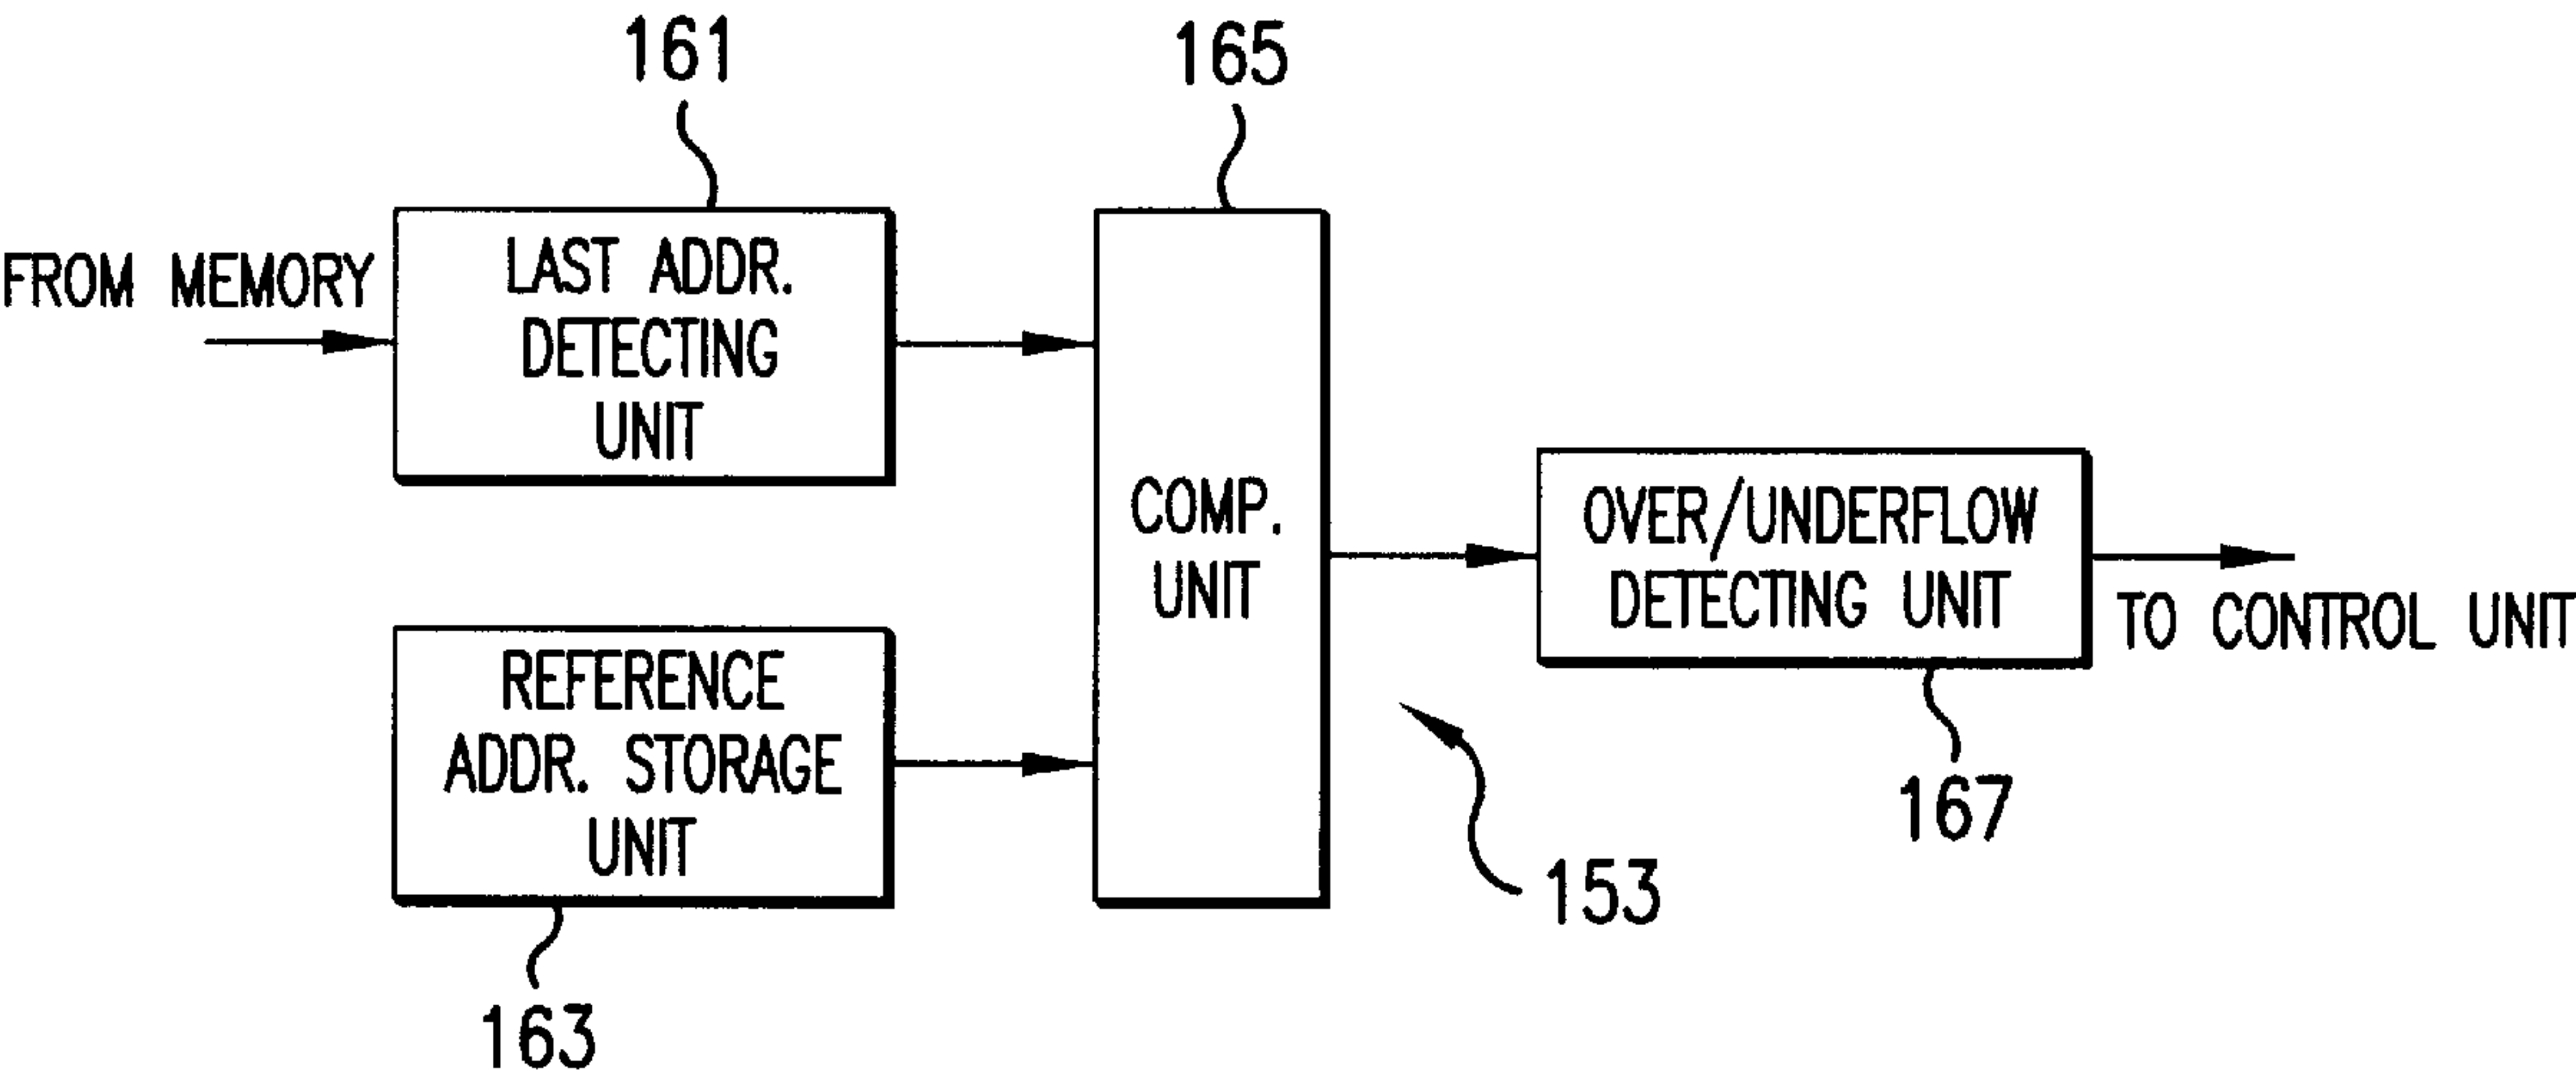 161
165
FROM MEMORY
LAST ADDR.
DETECTING
UNIT
COMP.
UNIT
OVER/UNDERFLOW
DETECTING UNIT
TO CONTROL UNIT
REFERENCE
ADDR. STORAGE
UNIT
167
153
163